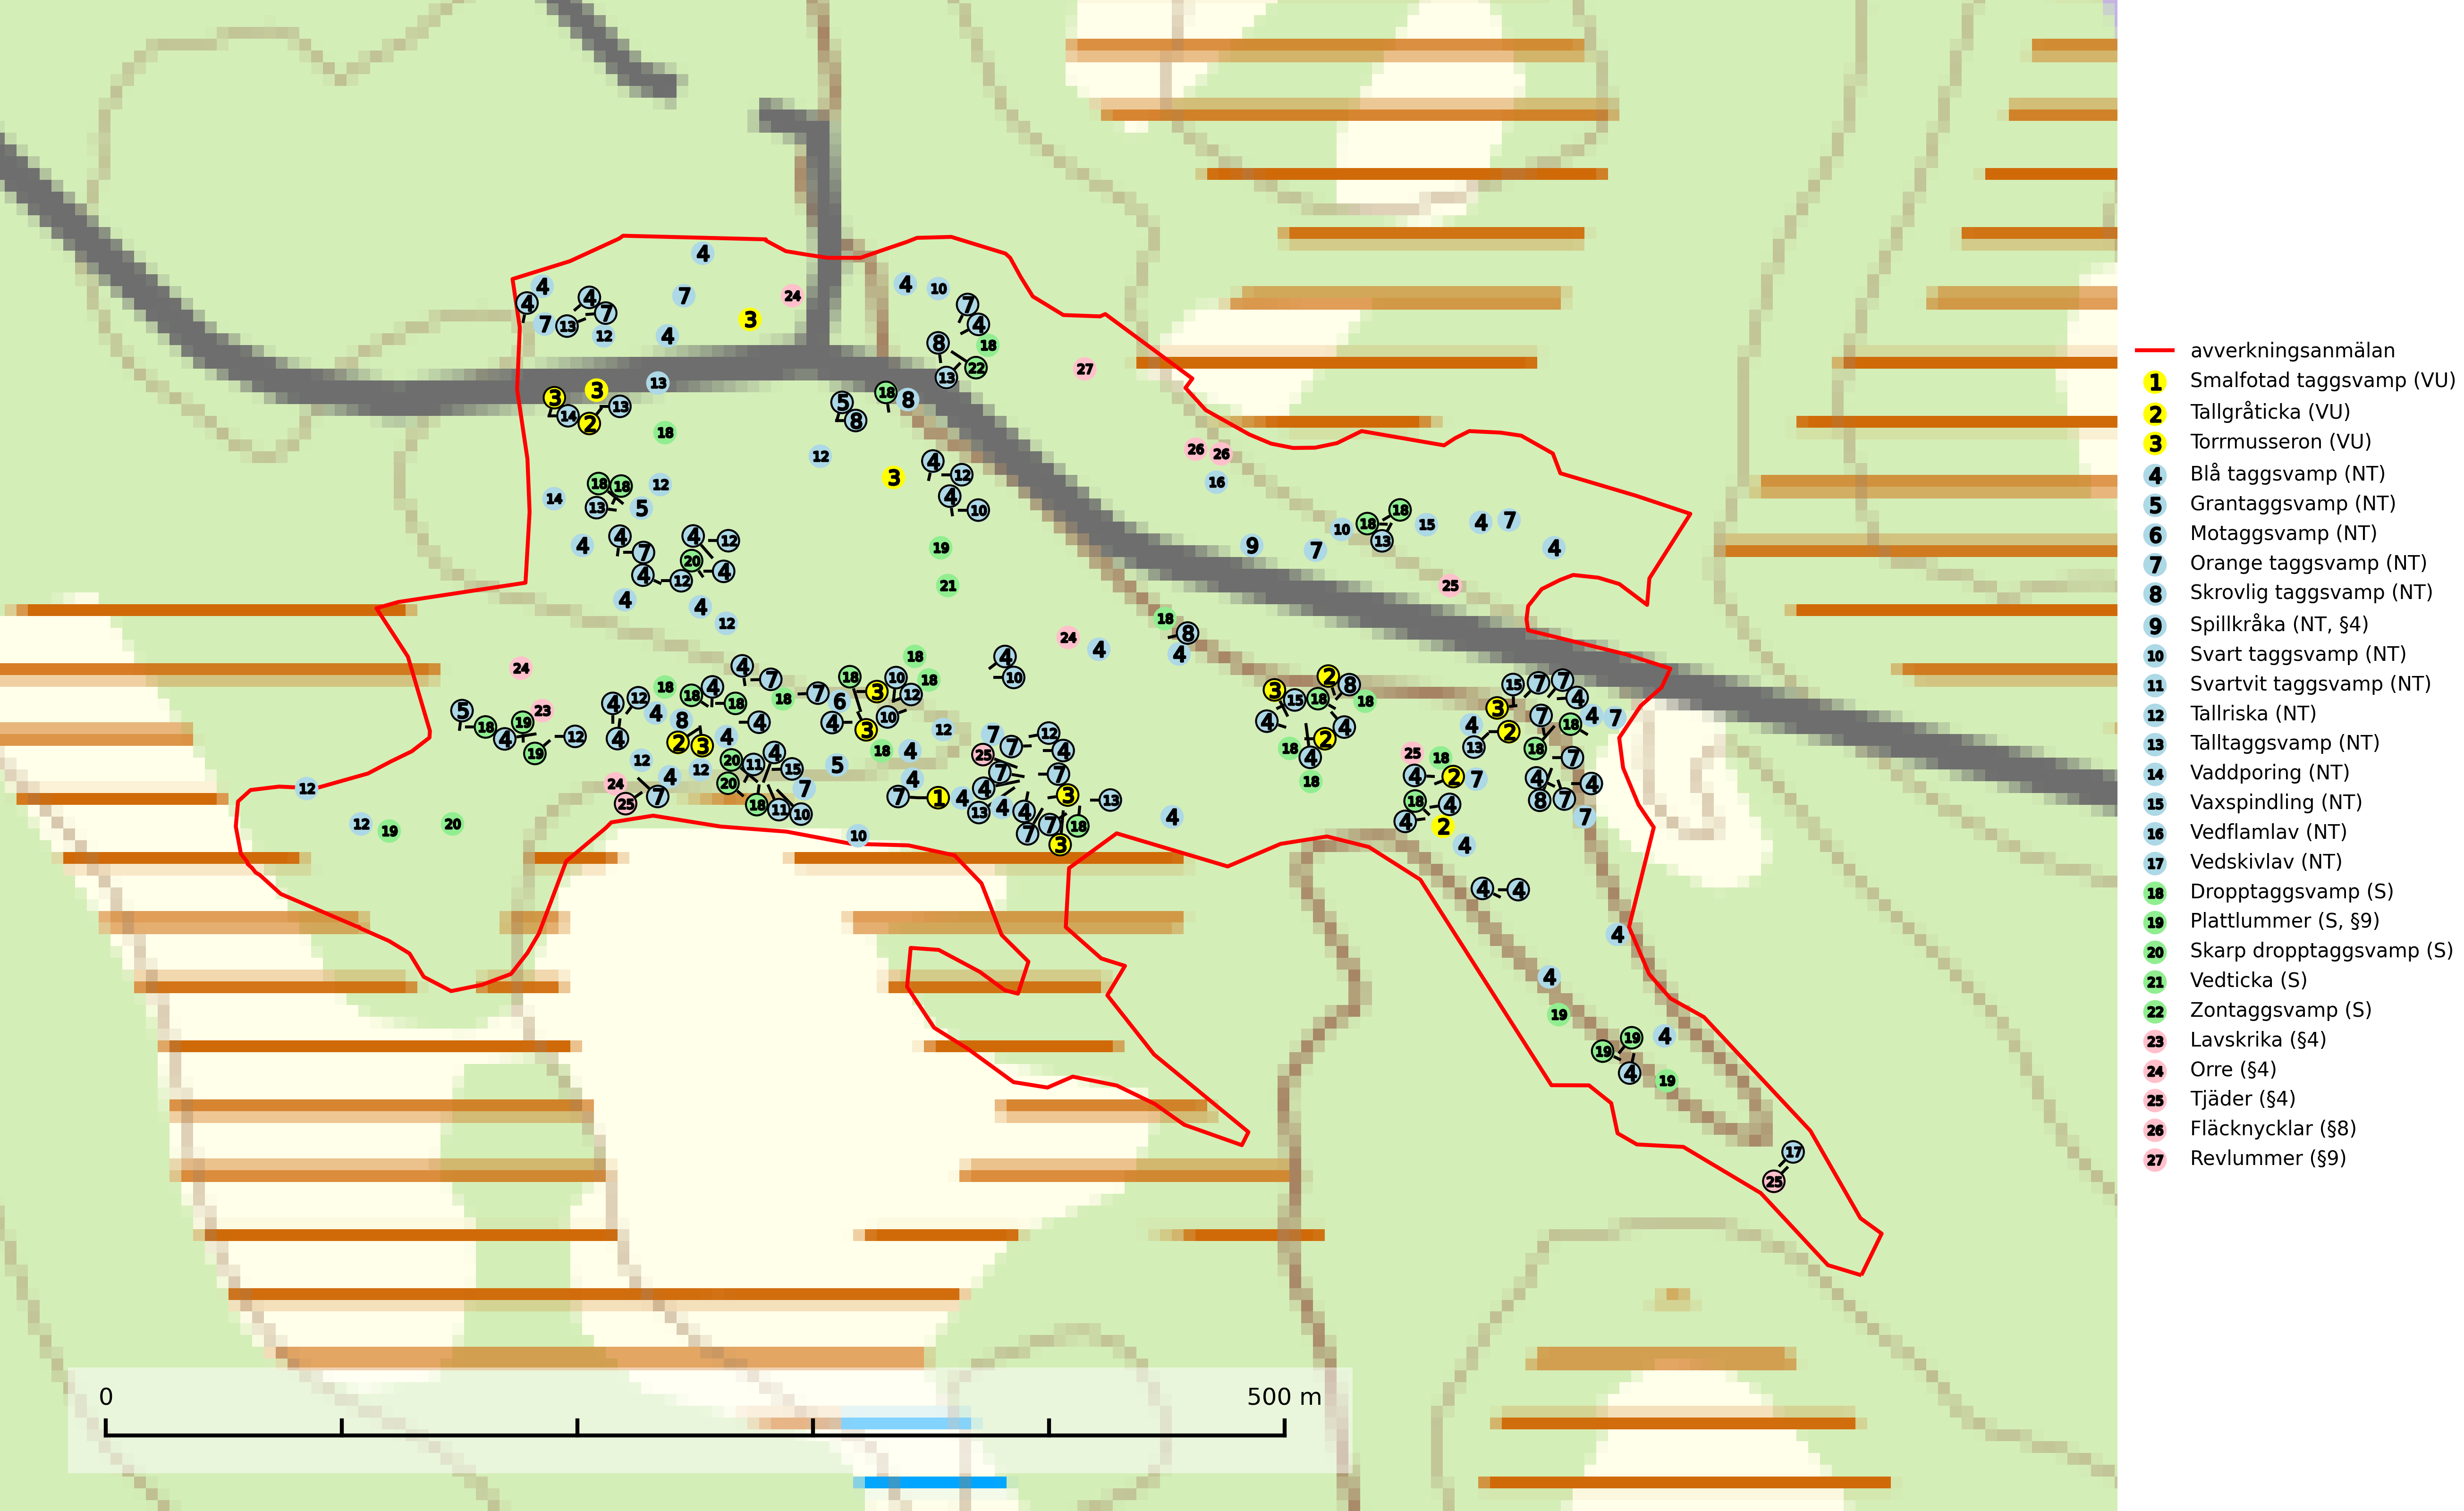 avverkningsanmälan
1 Smalfotad taggsvamp (VU)
2 Tallgråticka (VU)
3 Torrmusseron (VU)
4 Blå taggsvamp (NT)
5 Grantaggsvamp (NT)
6 Motaggsvamp (NT)
7 Orange taggsvamp (NT)
8 Skrovlig taggsvamp (NT)
9 Spillkråka (NT, §4)
10 Svart taggsvamp (NT)
11 Svartvit taggsvamp (NT)
12 Tallriska (NT)
13 Talltaggsvamp (NT)
14 Vaddporing (NT)
15 Vaxspindling (NT)
16 Vedflamlav (NT)
17 Vedskivlav (NT)
18 Dropptaggsvamp (S)
19 Plattlummer (S, §9)
20 Skarp dropptaggsvamp (S)
21 Vedticka (S)
22 Zontaggsvamp (S)
23 Lavskrika (§4)
24 Orre (§4)
25 Tjäder (§4)
26 Fläcknycklar (§8)
27 Revlummer (§9)
0 500 m